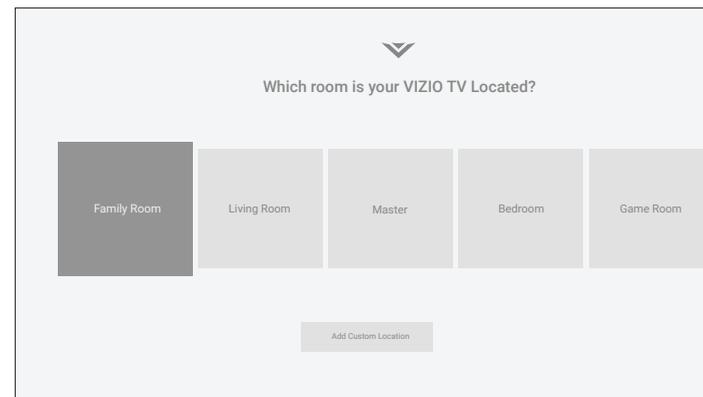 Which room is your VIZIO TV Located?
Family Room
Living Room
Master
Bedroom
Game Room
Add Custom Location